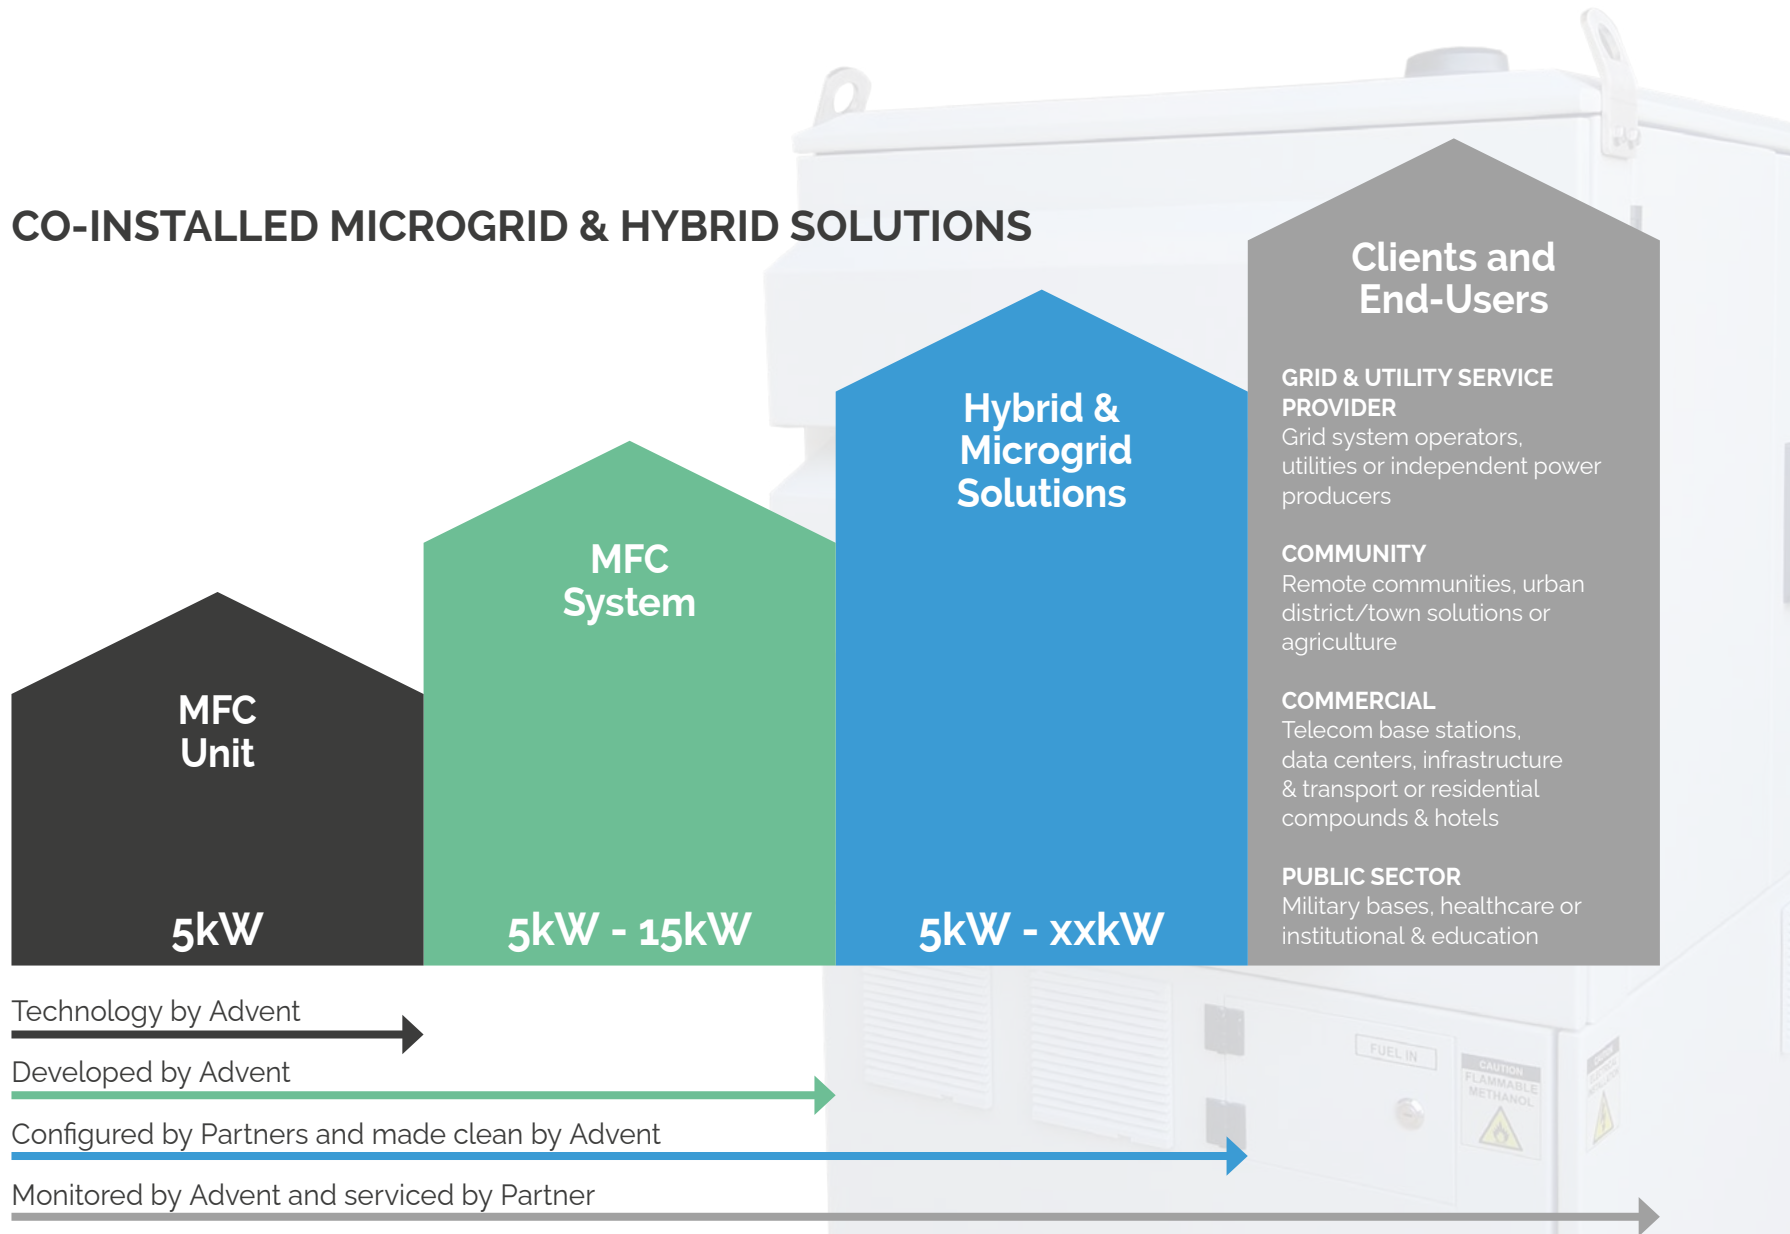 CO-INSTALLED MICROGRID & HYBRID SOLUTIONS
MFC
Unit
5kW
MFC
System
5kW - 15kW
Hybrid &
Microgrid
Solutions
5kW - xxkW
Clients and
End-Users
GRID & UTILITY SERVICE
PROVIDER
Grid system operators,
utilities or independent power
producers
COMMUNITY
Remote communities, urban
district/town solutions or
agriculture
COMMERCIAL
Telecom base stations,
data centers, infrastructure
& transport or residential
compounds & hotels
PUBLIC SECTOR
Military bases, healthcare or
institutional & education
Technology by Advent
Developed by Advent
Configured by Partners and made clean by Advent
Monitored by Advent and serviced by Partner
FUEL IN
CAUTION
FLAMMABLE
METHANOL